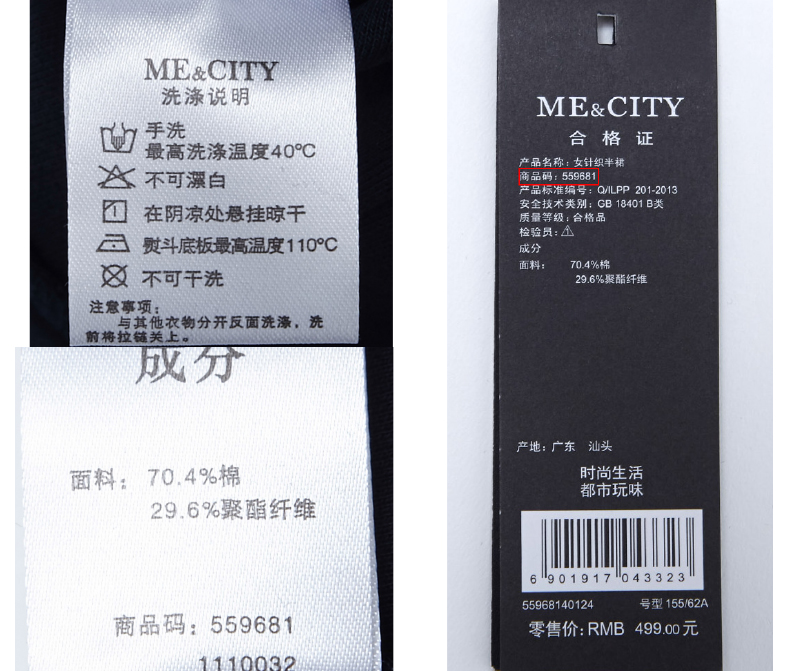 ME&CITY
洗涤说明
手洗
最高洗涤温度40℃
不可漂白
在阴凉处悬挂晾干
熨斗底板最高温度110℃
不可干洗
注意事项：
与其他衣物分开反面洗涤，洗
前将拉链关上。
成分
面料：70.4%棉
29.6%聚酯纤维
商品码：559681
1110032
ME&CITY
合格证
产品名称：女针织半裙
商品码：559681
产品标准编号：Q/ILPP 201-2013
安全技术类别：GB 18401 B类
质量等级：合格品
检验员：
成分
面料： 70.4%棉
29.6%聚酯纤维
产地：广东 汕头
时尚生活
都市玩味
6 901917 043323
55968140124 号型 155/62A
零售价：RMB 499.00 元